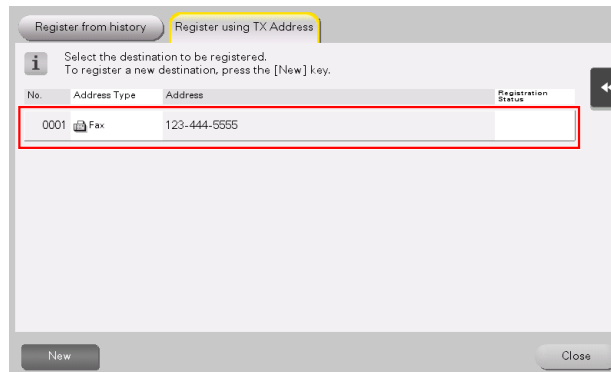 Register from history
Register using TX Address
i
Select the destination to be registered.
To register a new destination, press the [New] key.
No. Address Type Address Registration Status
0001 Fax 123-444-5555
New
Close